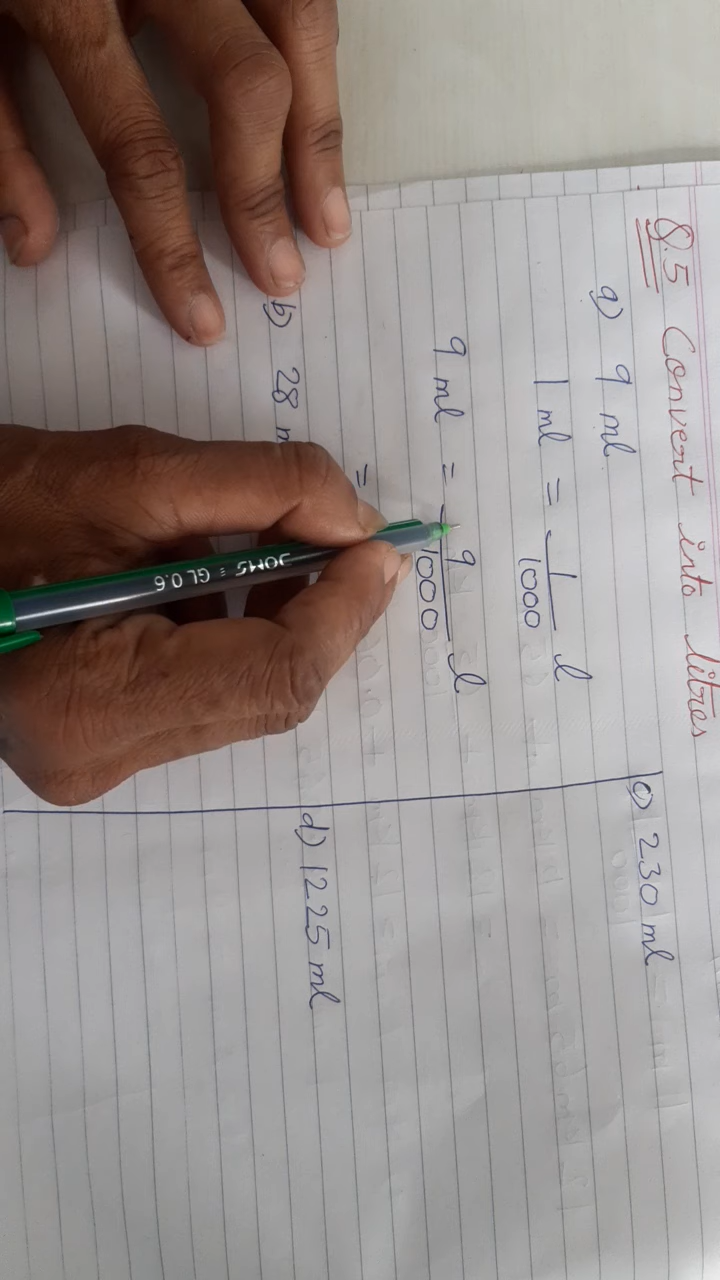 Q.5 Convert into litres
a) 9 ml
1 ml = 1/1000 l
9 ml = 9/1000 l
=
b) 28 m
c) 230 ml
d) 1225 ml
JOMS = GL 0.6